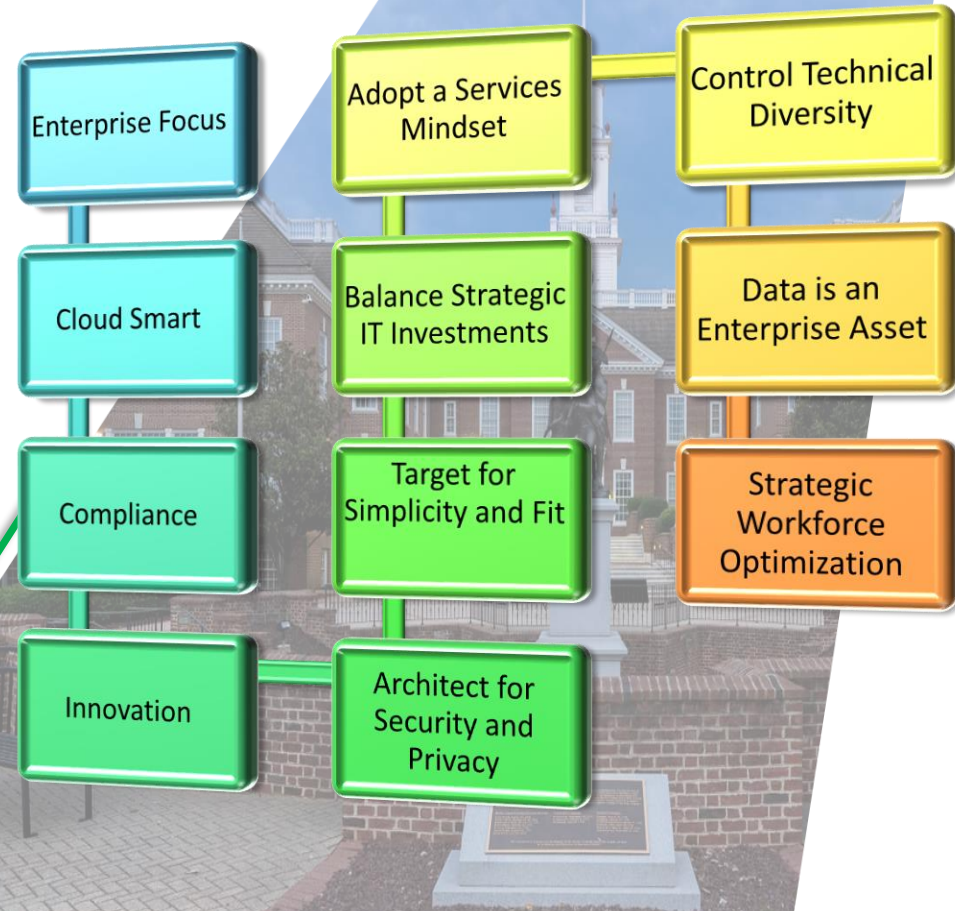 Enterprise Focus
Cloud Smart
Compliance
Innovation
Architect for
Security and
Privacy
Target for
Simplicity and Fit
Balance Strategic
IT Investments
Adopt a Services
Mindset
Control Technical
Diversity
Data is an
Enterprise Asset
Strategic
Workforce
Optimization